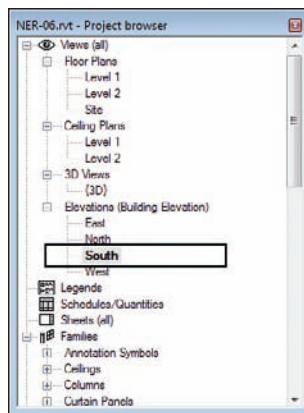 NER-06.rvt - Project browser
Views (all)
Floor Plans
Level 1
Level 2
Site
Ceiling Plans
Level 1
Level 2
3D Views
{3D}
Elevations (Building Elevation)
East
North
South
West
Legends
Schedules/Quantities
Sheets (all)
Families
Annotation Symbols
Ceilings
Columns
Curtain Panels